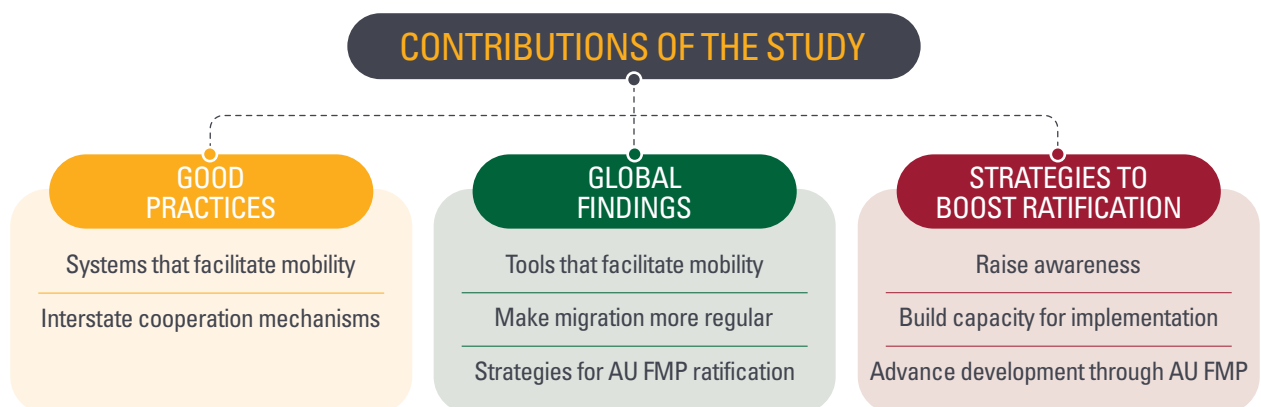 CONTRIBUTIONS OF THE STUDY
GOOD
PRACTICES
Systems that facilitate mobility
Interstate cooperation mechanisms
GLOBAL
FINDINGS
Tools that facilitate mobility
Make migration more regular
Strategies for AU FMP ratification
STRATEGIES TO
BOOST RATIFICATION
Raise awareness
Build capacity for implementation
Advance development through AU FMP